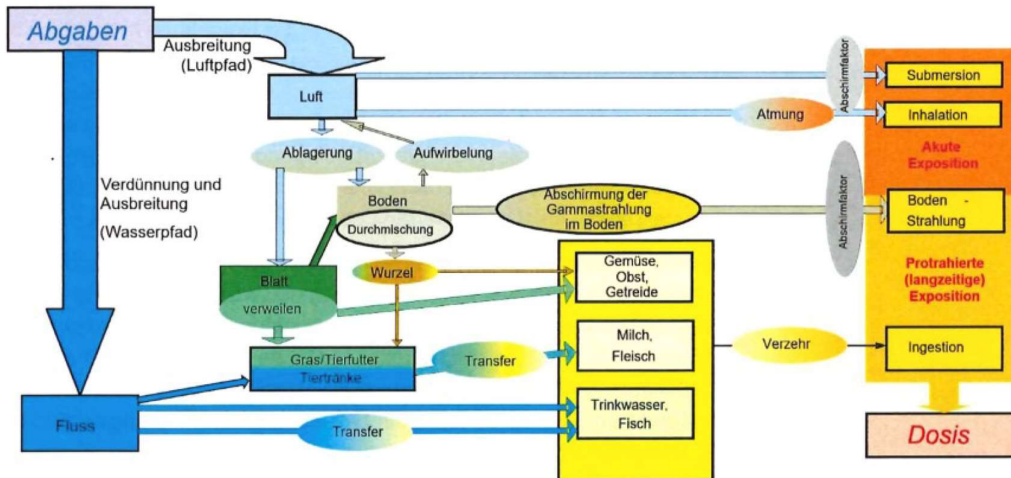 Abgaben
Ausbreitung
(Luftpfad)
Luft
Abschirmfaktor
Submersion
Atmung
Inhalation
Ablagerung
Aufwirbelung
Akute
Exposition
Verdünnung und
Ausbreitung
(Wasserpfad)
Boden
Durchmischung
Abschirmung der
Gammastrahlung
im Boden
Abschirmfaktor
Boden -
Strahlung
Blatt
verweilen
Wurzel
Gemüse,
Obst,
Getreide
Protrahierte
(langzeitige)
Exposition
Gras/Tierfutter
Tiertränke
Transfer
Milch,
Fleisch
Verzehr
Ingestion
Fluss
Transfer
Trinkwasser,
Fisch
Dosis